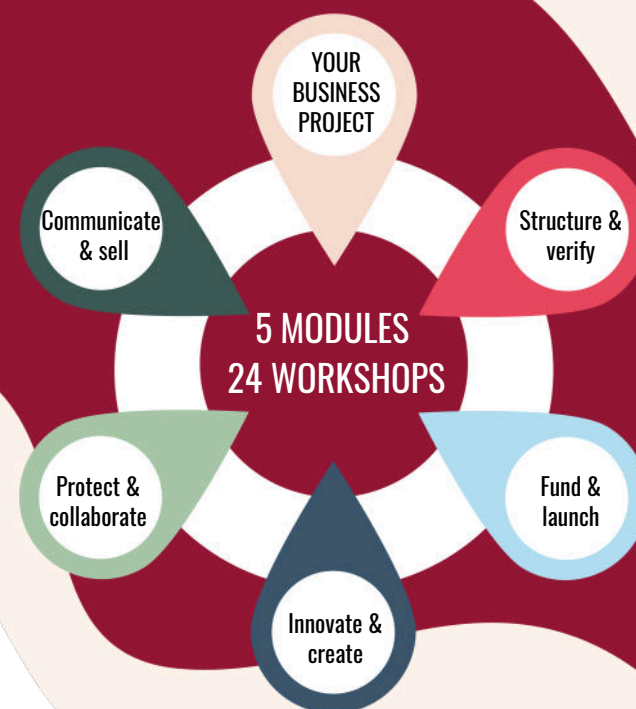 YOUR
BUSINESS
PROJECT
Communicate
& sell
Structure &
verify
5 MODULES
24 WORKSHOPS
Protect &
collaborate
Fund &
launch
Innovate &
create